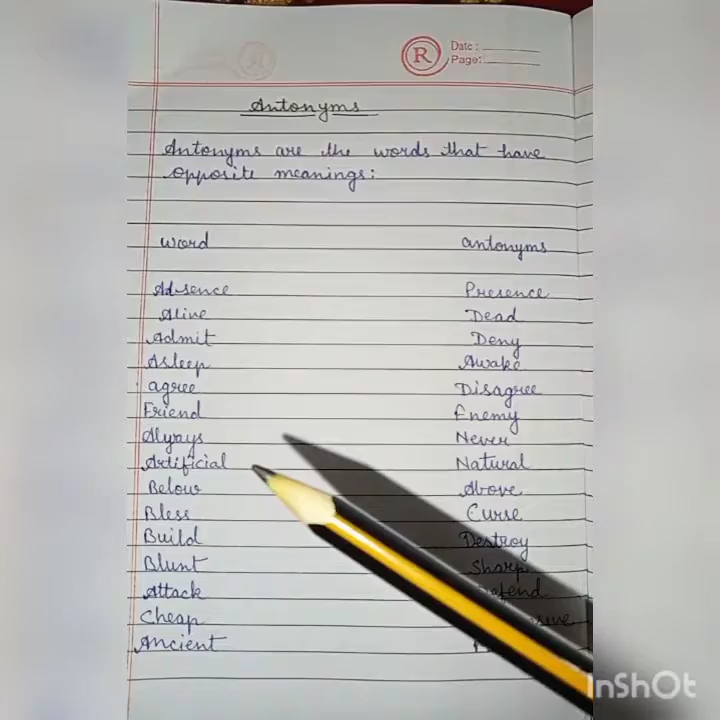 R
Date:
Page:
Antonyms
Antonyms are the words that have
opposite meanings:
word antonyms
Absence Presence
Alive Dead
Admit Deny
Asleep Awake
agree Disagree
Friend Enemy
Alyays Never
Artificial Natural
Below Above
Bless Curse
Build Destroy
Blunt Sharp
Attack Defend
Cheap
Ancient
InShOt